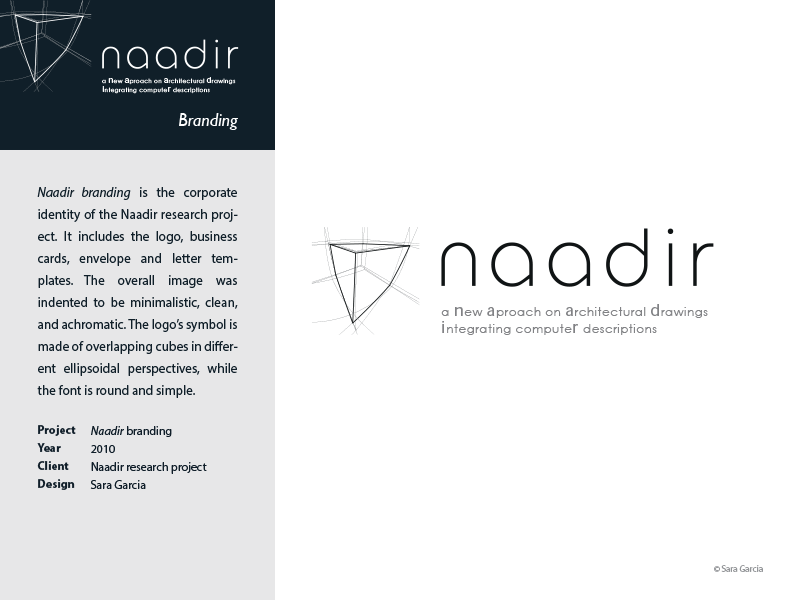 naadir
a new aproach on architectural drawings
integrating computer descriptions
Branding
Naadir branding is the corporate
identity of the Naadir research proj-
ect. It includes the logo, business
cards, envelope and letter tem-
plates. The overall image was
indented to be minimalistic, clean,
and achromatic. The logo's symbol is
made of overlapping cubes in differ-
ent ellipsoidal perspectives, while
the font is round and simple.
Project Naadir branding
Year 2010
Client Naadir research project
Design Sara Garcia
naadir
a new aproach on architectural drawings
integrating computer descriptions
© Sara Garcia